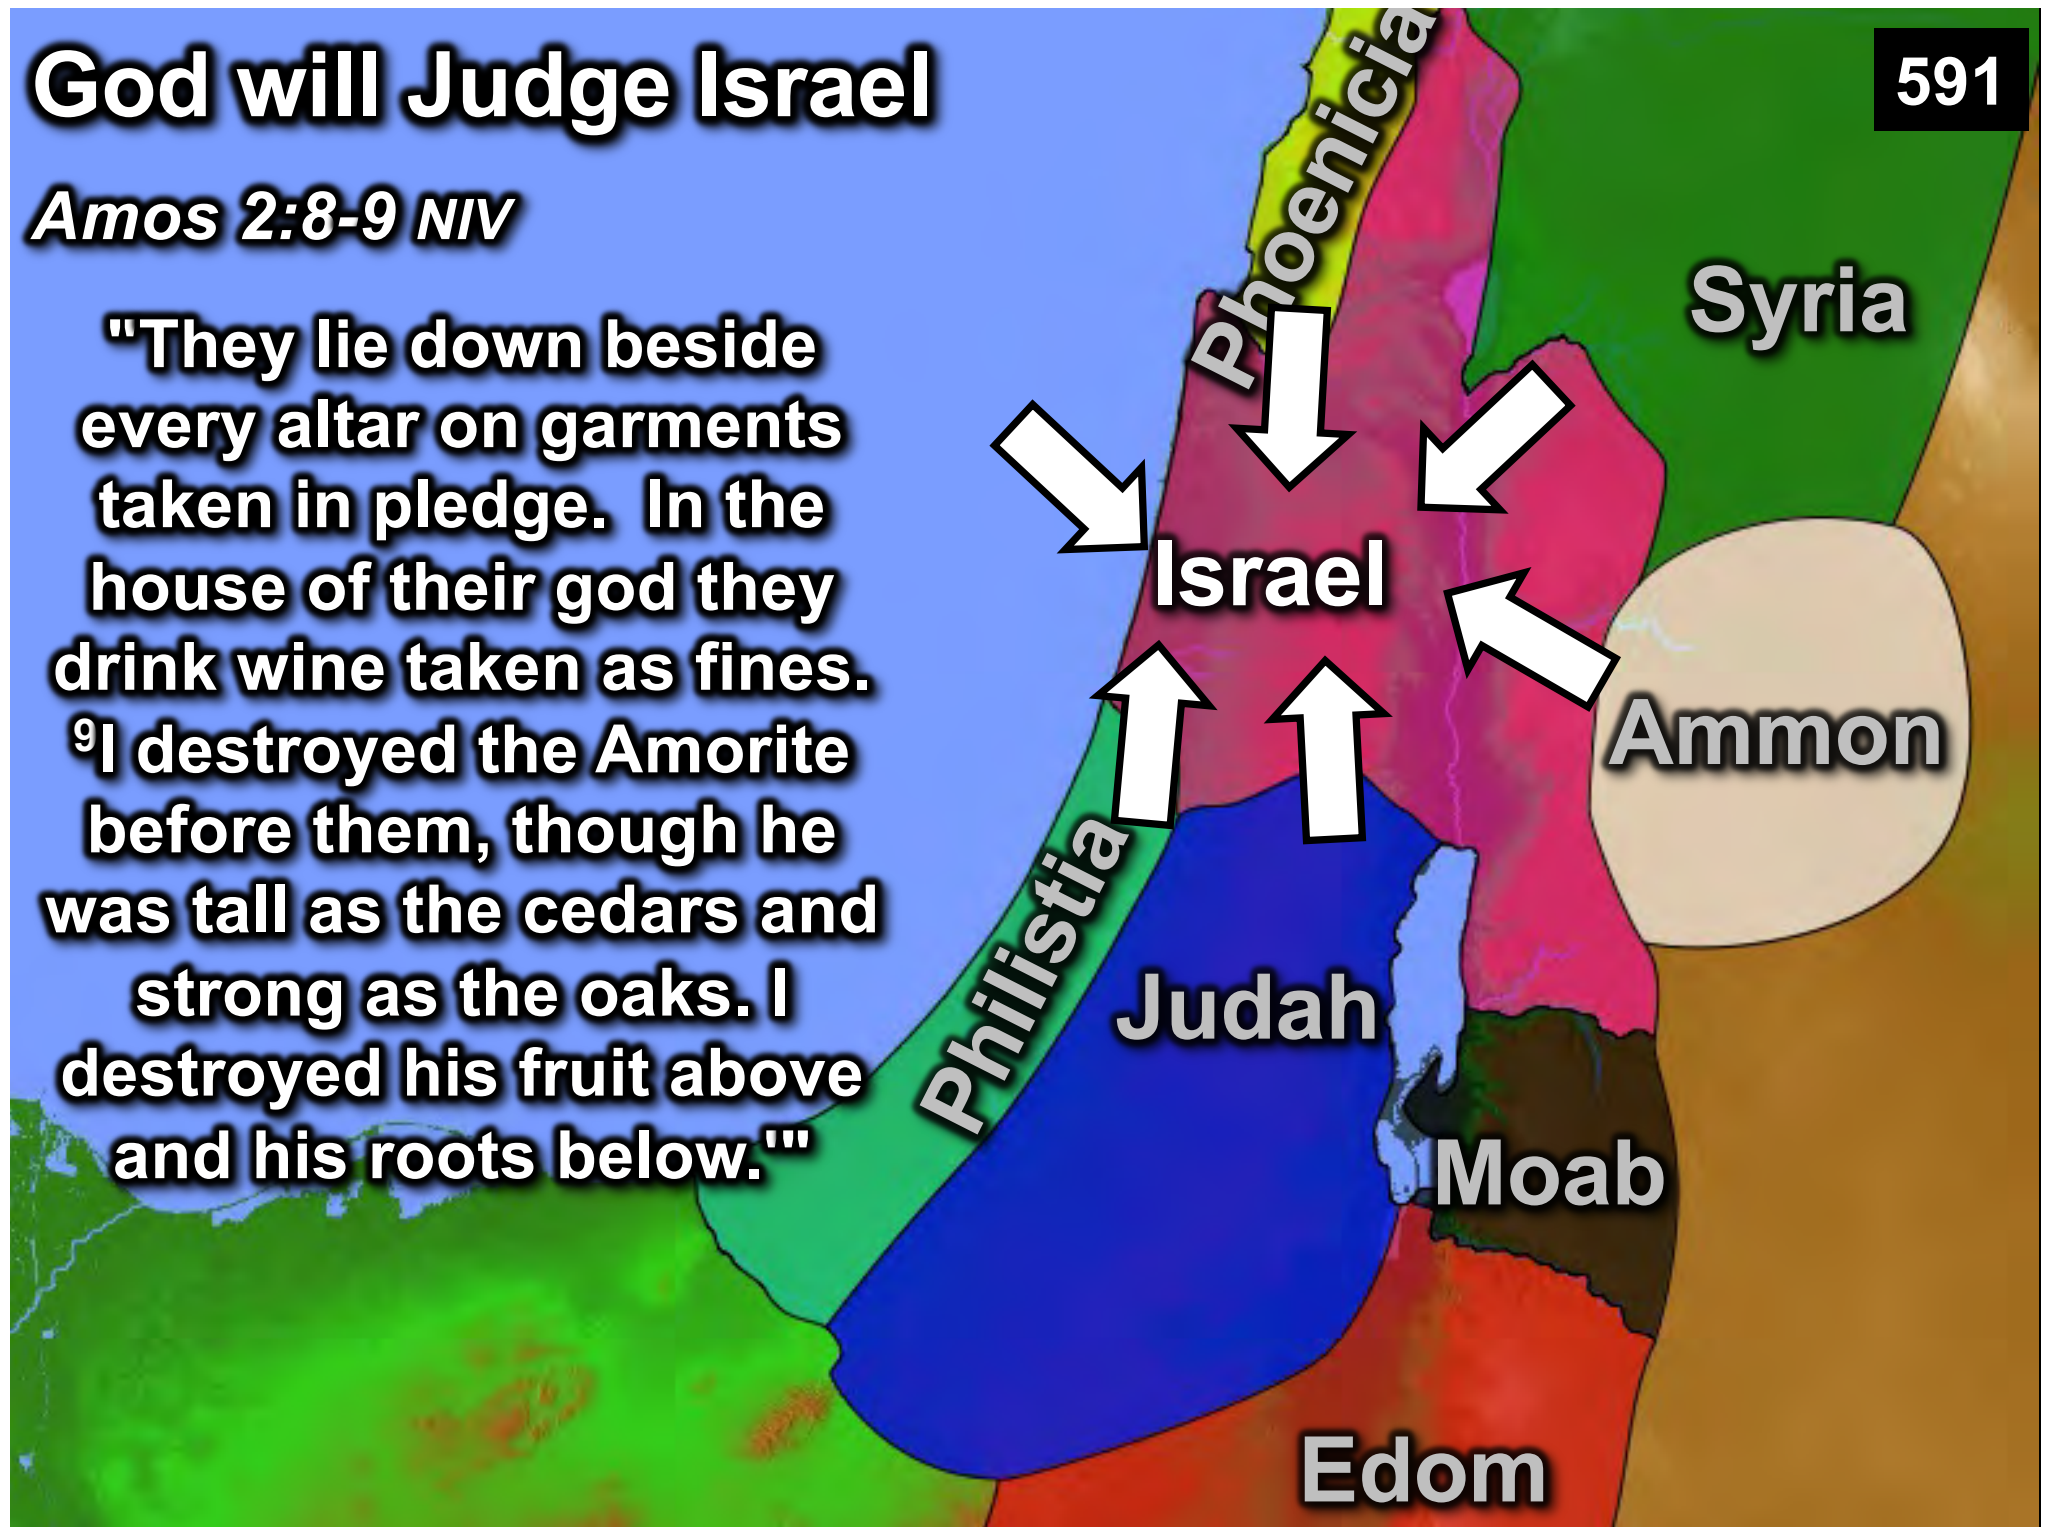 God will Judge Israel
591
Amos 2:8-9 NIV
"They lie down beside
every altar on garments
taken in pledge.  In the
house of their god they
drink wine taken as fines.
⁹I destroyed the Amorite
before them, though he
was tall as the cedars and
strong as the oaks. I
destroyed his fruit above
and his roots below.'"
Phoenicia
Syria
Israel
Ammon
Philistia
Judah
Moab
Edom